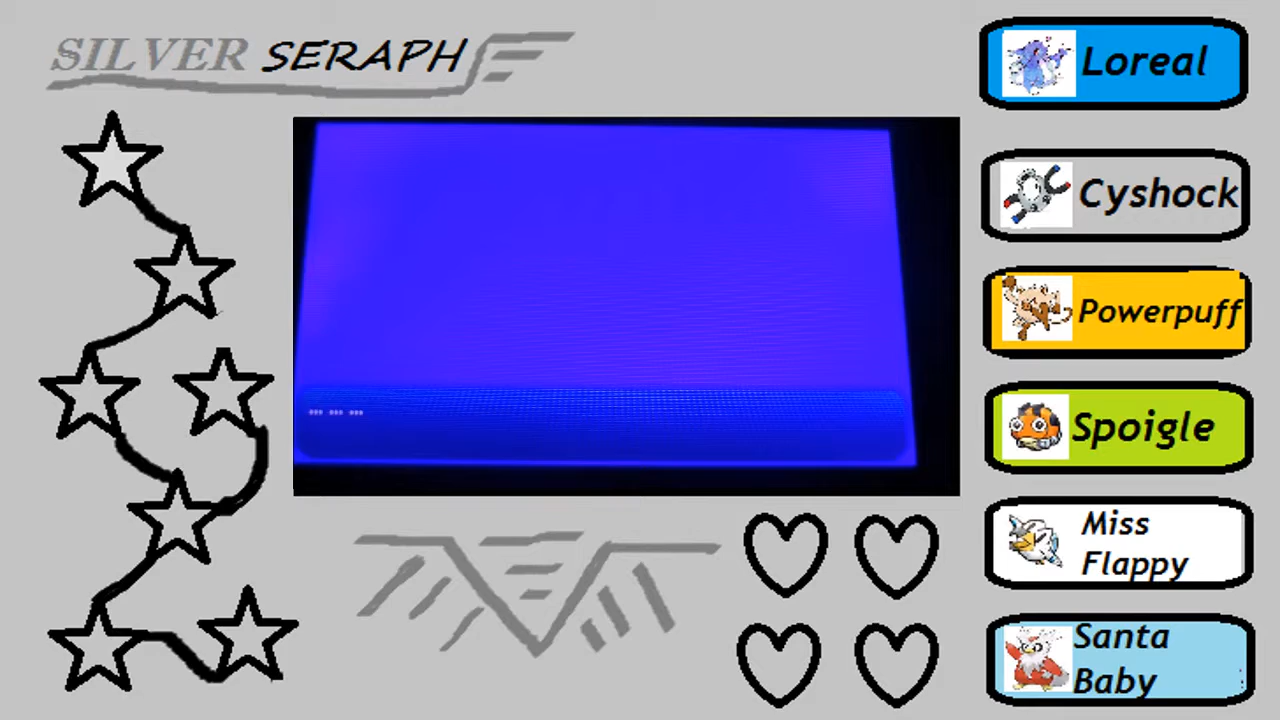 SILVER SERAPH
Loreal
Cyshock
Powerpuff
Spoigle
... ... ...
Miss
Flappy
Santa
Baby